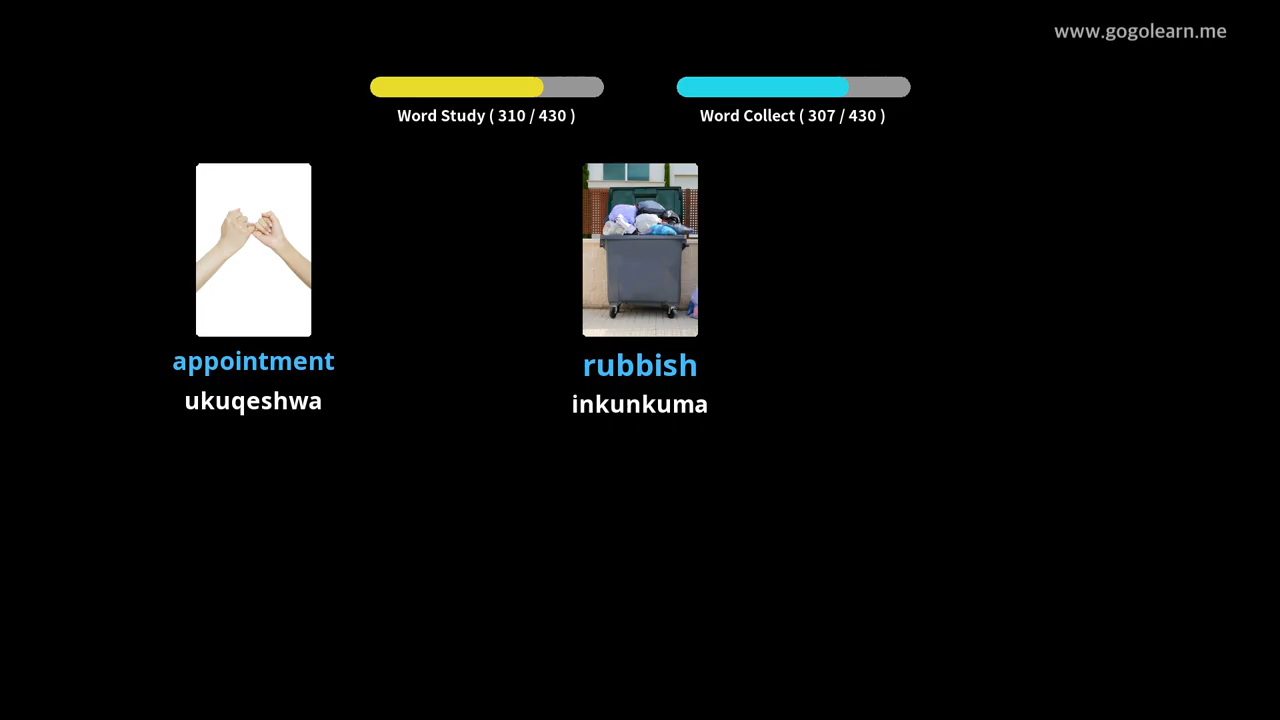 www.gogolearn.me
Word Study ( 310 / 430 )
Word Collect ( 307 / 430 )
appointment
ukuqeshwa
rubbish
inkunkuma